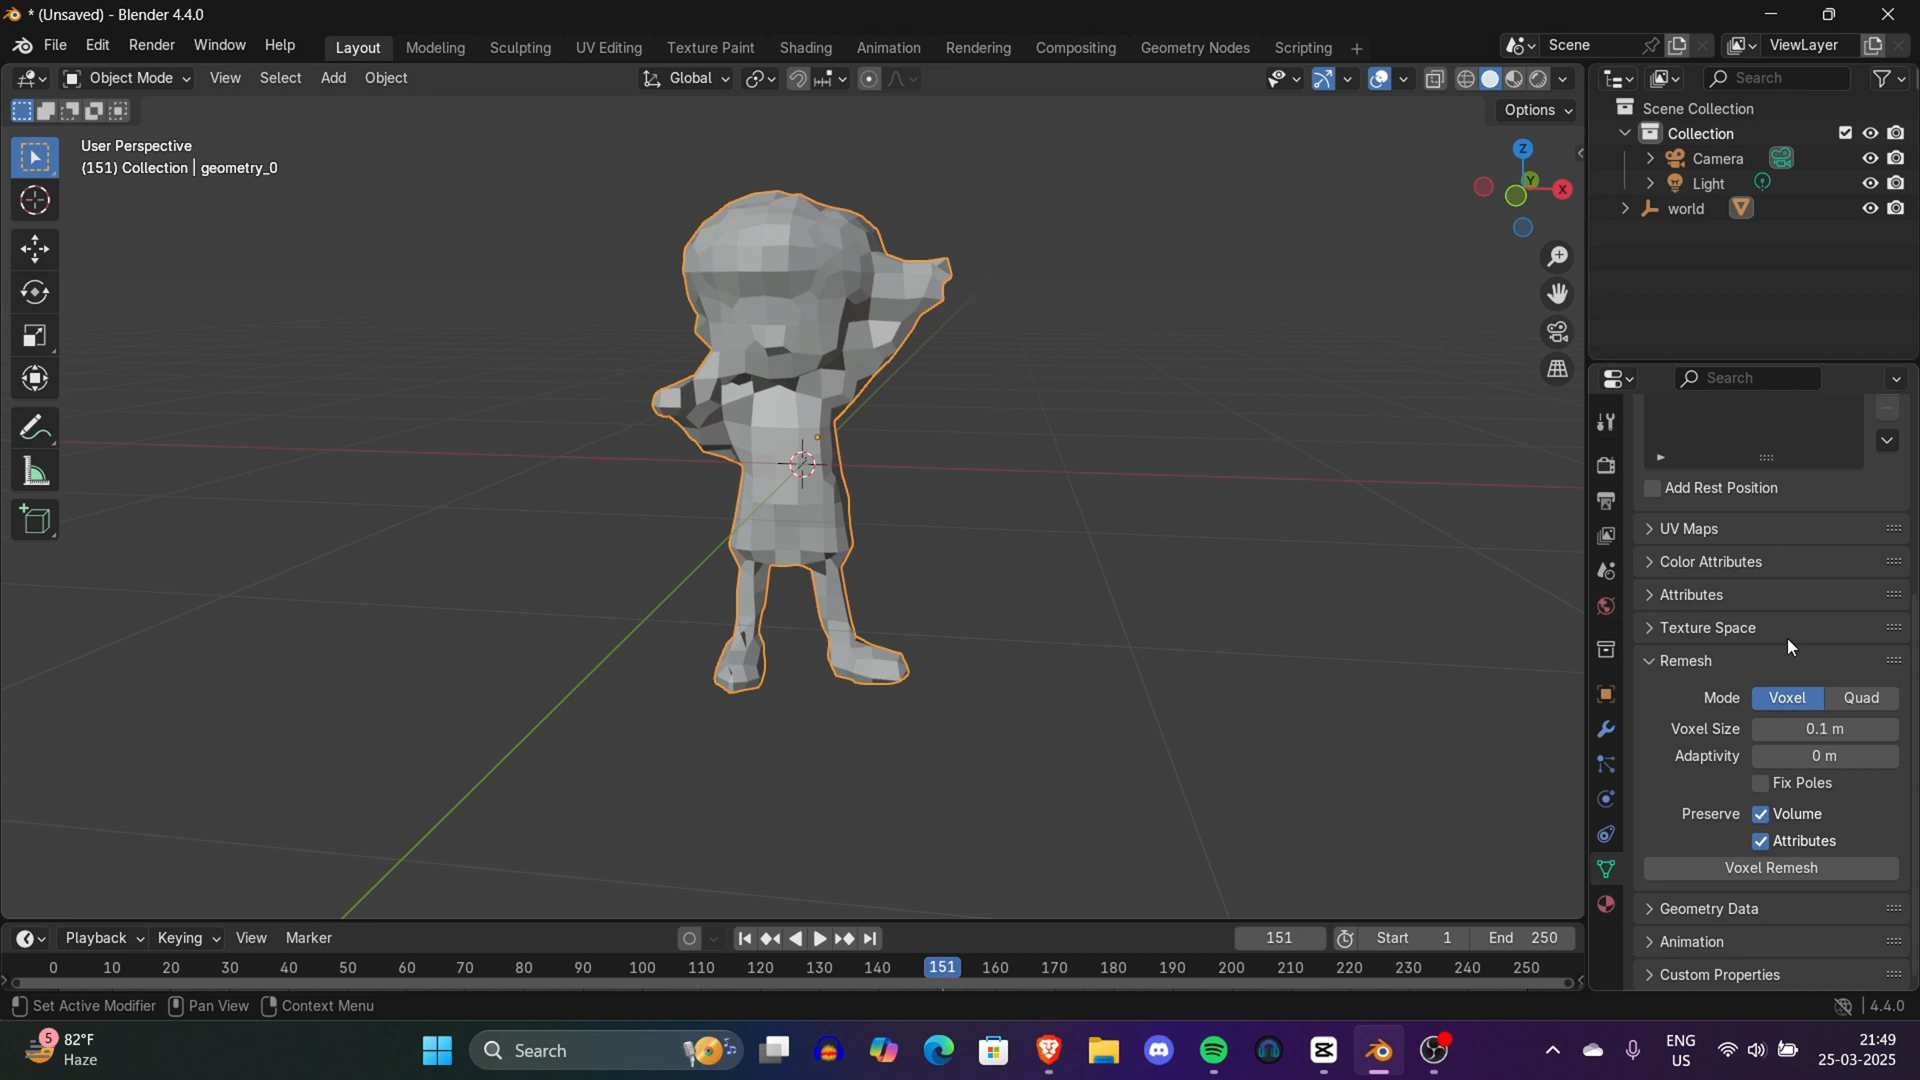 * (Unsaved) - Blender 4.4.0
File Edit Render Window Help Layout Modeling Sculpting UV Editing Texture Paint Shading Animation Rendering Compositing Geometry Nodes Scripting + Scene ViewLayer
Object Mode View Select Add Object Global Search
Options
User Perspective
(151) Collection | geometry_0
Z
Y
X
Scene Collection
Collection
Camera
Light
world
Search
Add Rest Position
UV Maps
Color Attributes
Attributes
Texture Space
Remesh
Mode Voxel Quad
Voxel Size 0.1 m
Adaptivity 0 m
Fix Poles
Preserve Volume
Attributes
Voxel Remesh
Geometry Data
Animation
Custom Properties
Playback Keying View Marker 151 Start 1 End 250
0 10 20 30 40 50 60 70 80 90 100 110 120 130 140 151 160 170 180 190 200 210 220 230 240 250
Set Active Modifier Pan View Context Menu 4.4.0
5 82°F
Haze
Search
ENG
US
21:49
25-03-2025